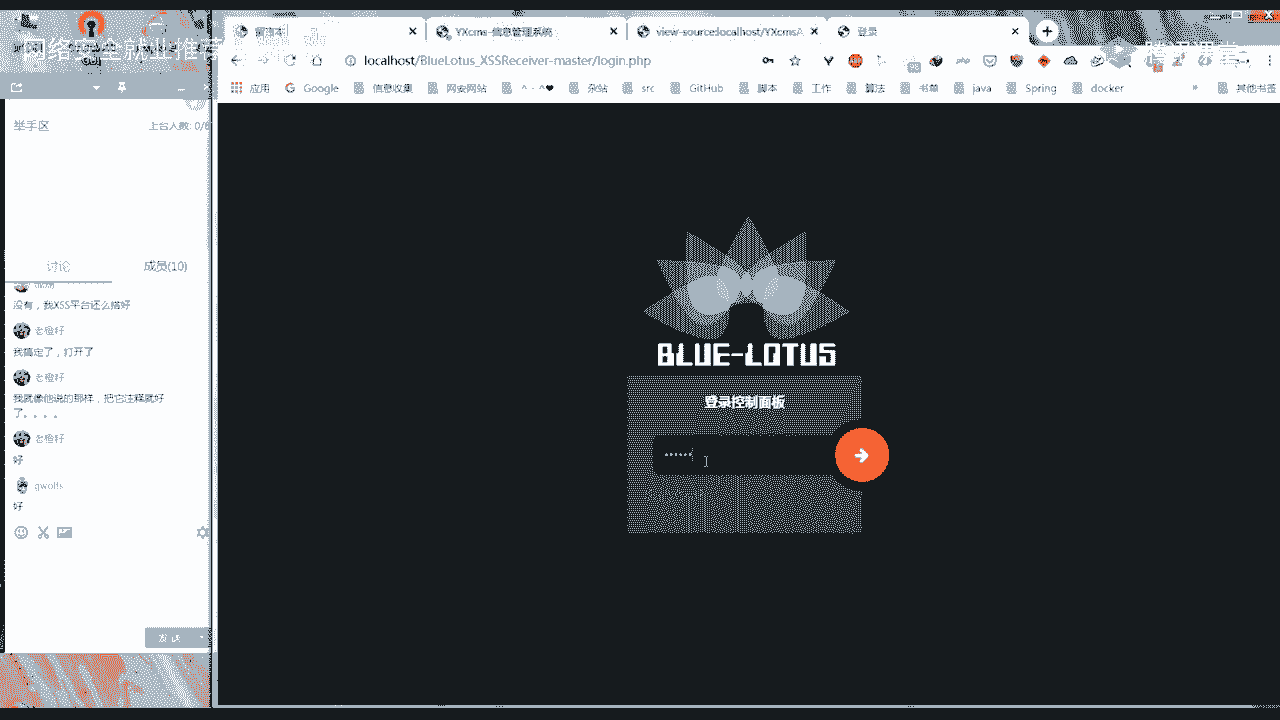 网络安全就业推荐
YXcms-信息管理系统
view-source:localhost/YXcmsA
登录
localhost/BlueLotus_XSSReceiver-master/login.php
应用
Google
信息收集
网安网站
^-^❤
杂站
src
GitHub
脚本
工作
算法
书籍
java
Spring
docker
»
其他书签
举手区
上台人数: 0/6
讨论
成员(10)
没有，我XSS平台还么搭好
老橙籽
我搞定了，打开了
老橙籽
我就像他说的那样，把它注释就好
了。。。。
老橙籽
好
gwolfs
好
发送
BLUE-LOTUS
登录控制面板
••••••